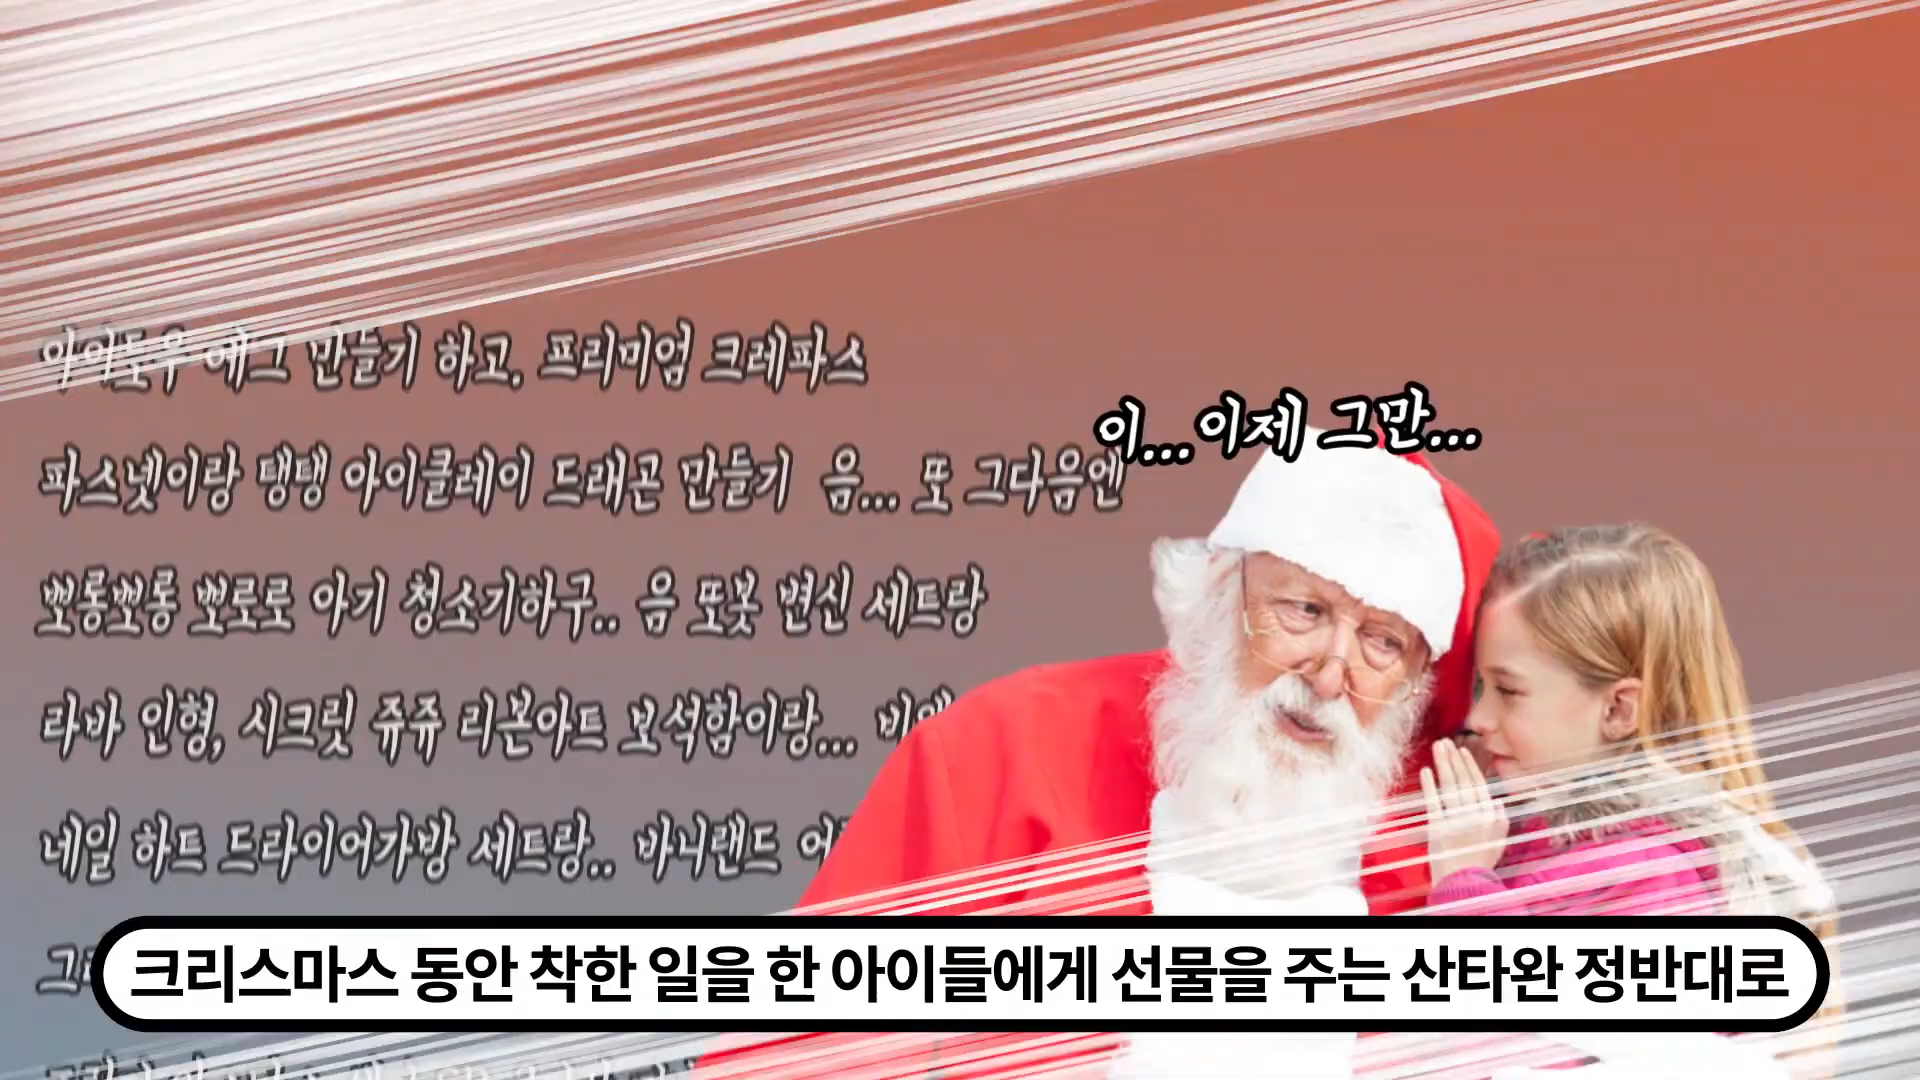 아이토우 에그 만들기 하고, 프리미엄 크레파스
이...이제 그만...
파스넷이랑 탱탱 아이클레이 드래곤 만들기 음... 또 그다음엔
뽀롱뽀롱 뽀로로 아기 청소기하구.. 음 또봇 변신 세트랑
라바 인형, 시크릿 쥬쥬 리본아트 보석함이랑...
네일 하트 드라이어가방 세트랑.. 바니랜드
크리스마스 동안 착한 일을 한 아이들에게 선물을 주는 산타완 정반대로